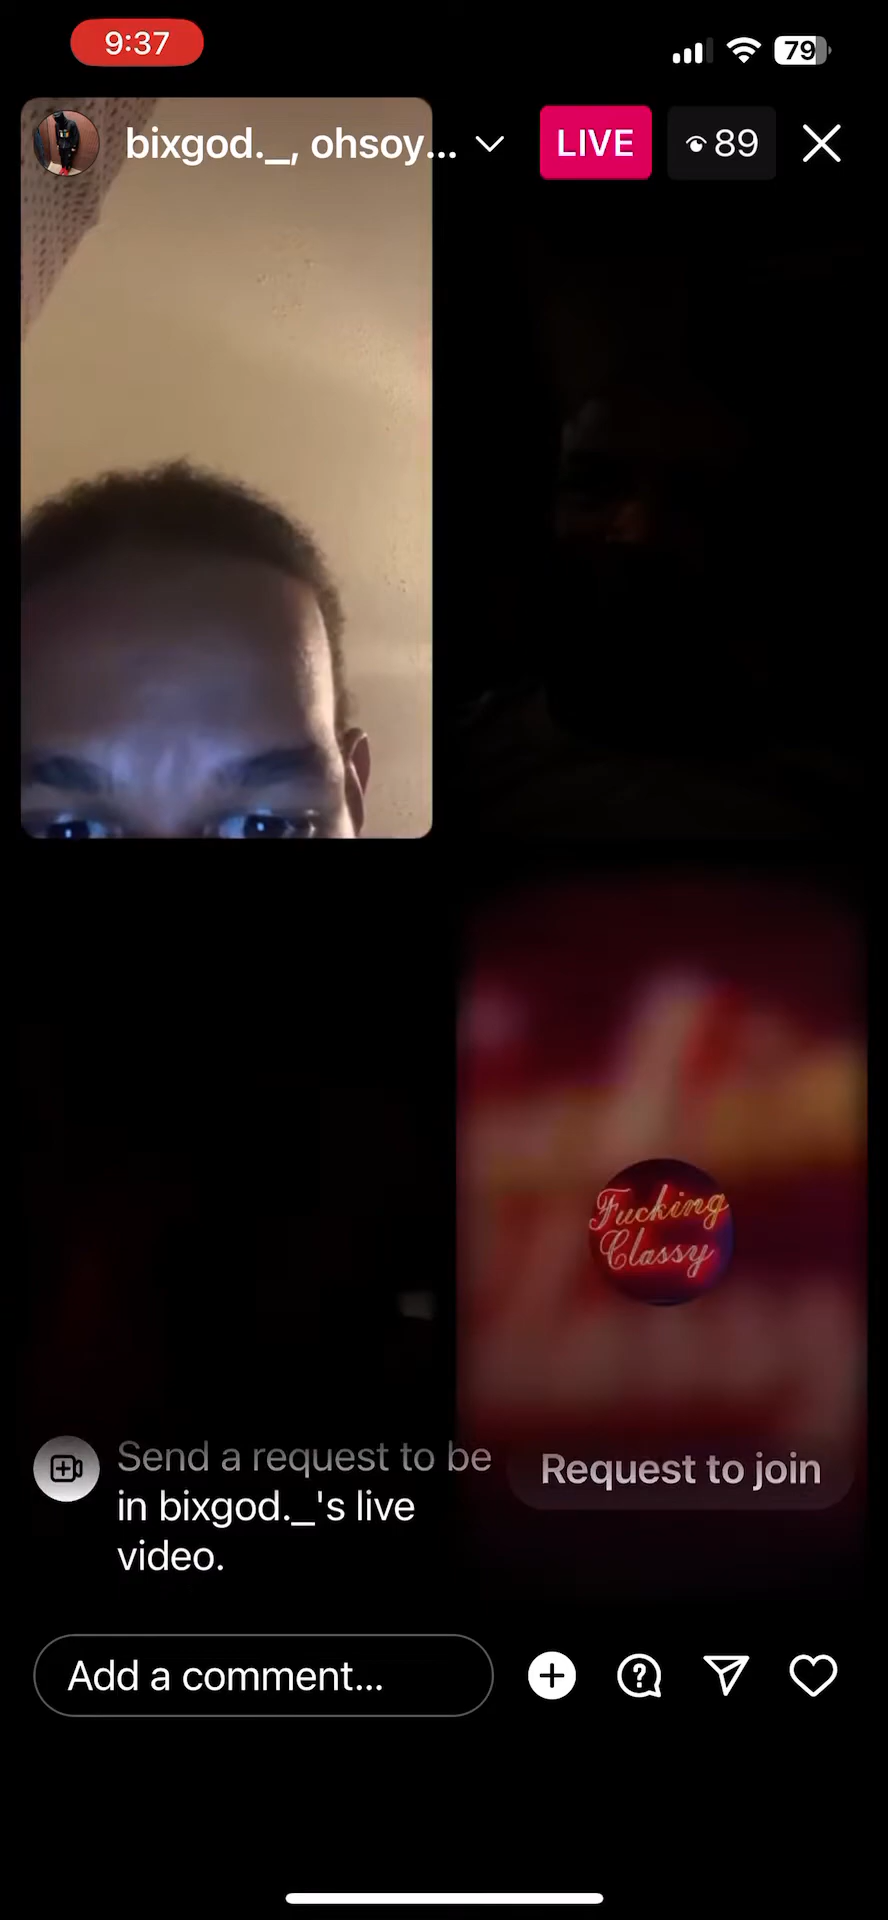 9:37
79
bixgod._, ohsoy...
LIVE
89
Fucking
Classy
Send a request to be
in bixgod._'s live
video.
Request to join
Add a comment...